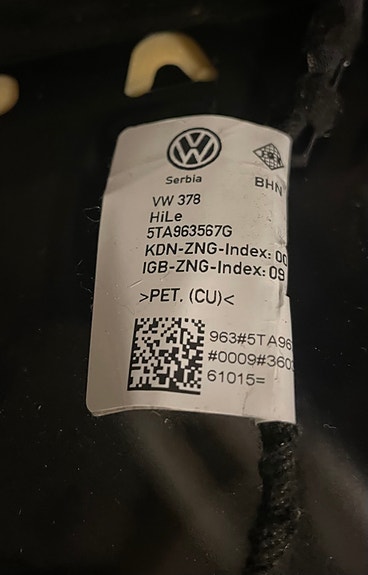 VW
Serbia
BHN
VW 378
HiLe
5TA963567G
KDN-ZNG-Index: 00
IGB-ZNG-Index: 09
>PET. (CU)<
963#5TA96
#0009#360
61015=